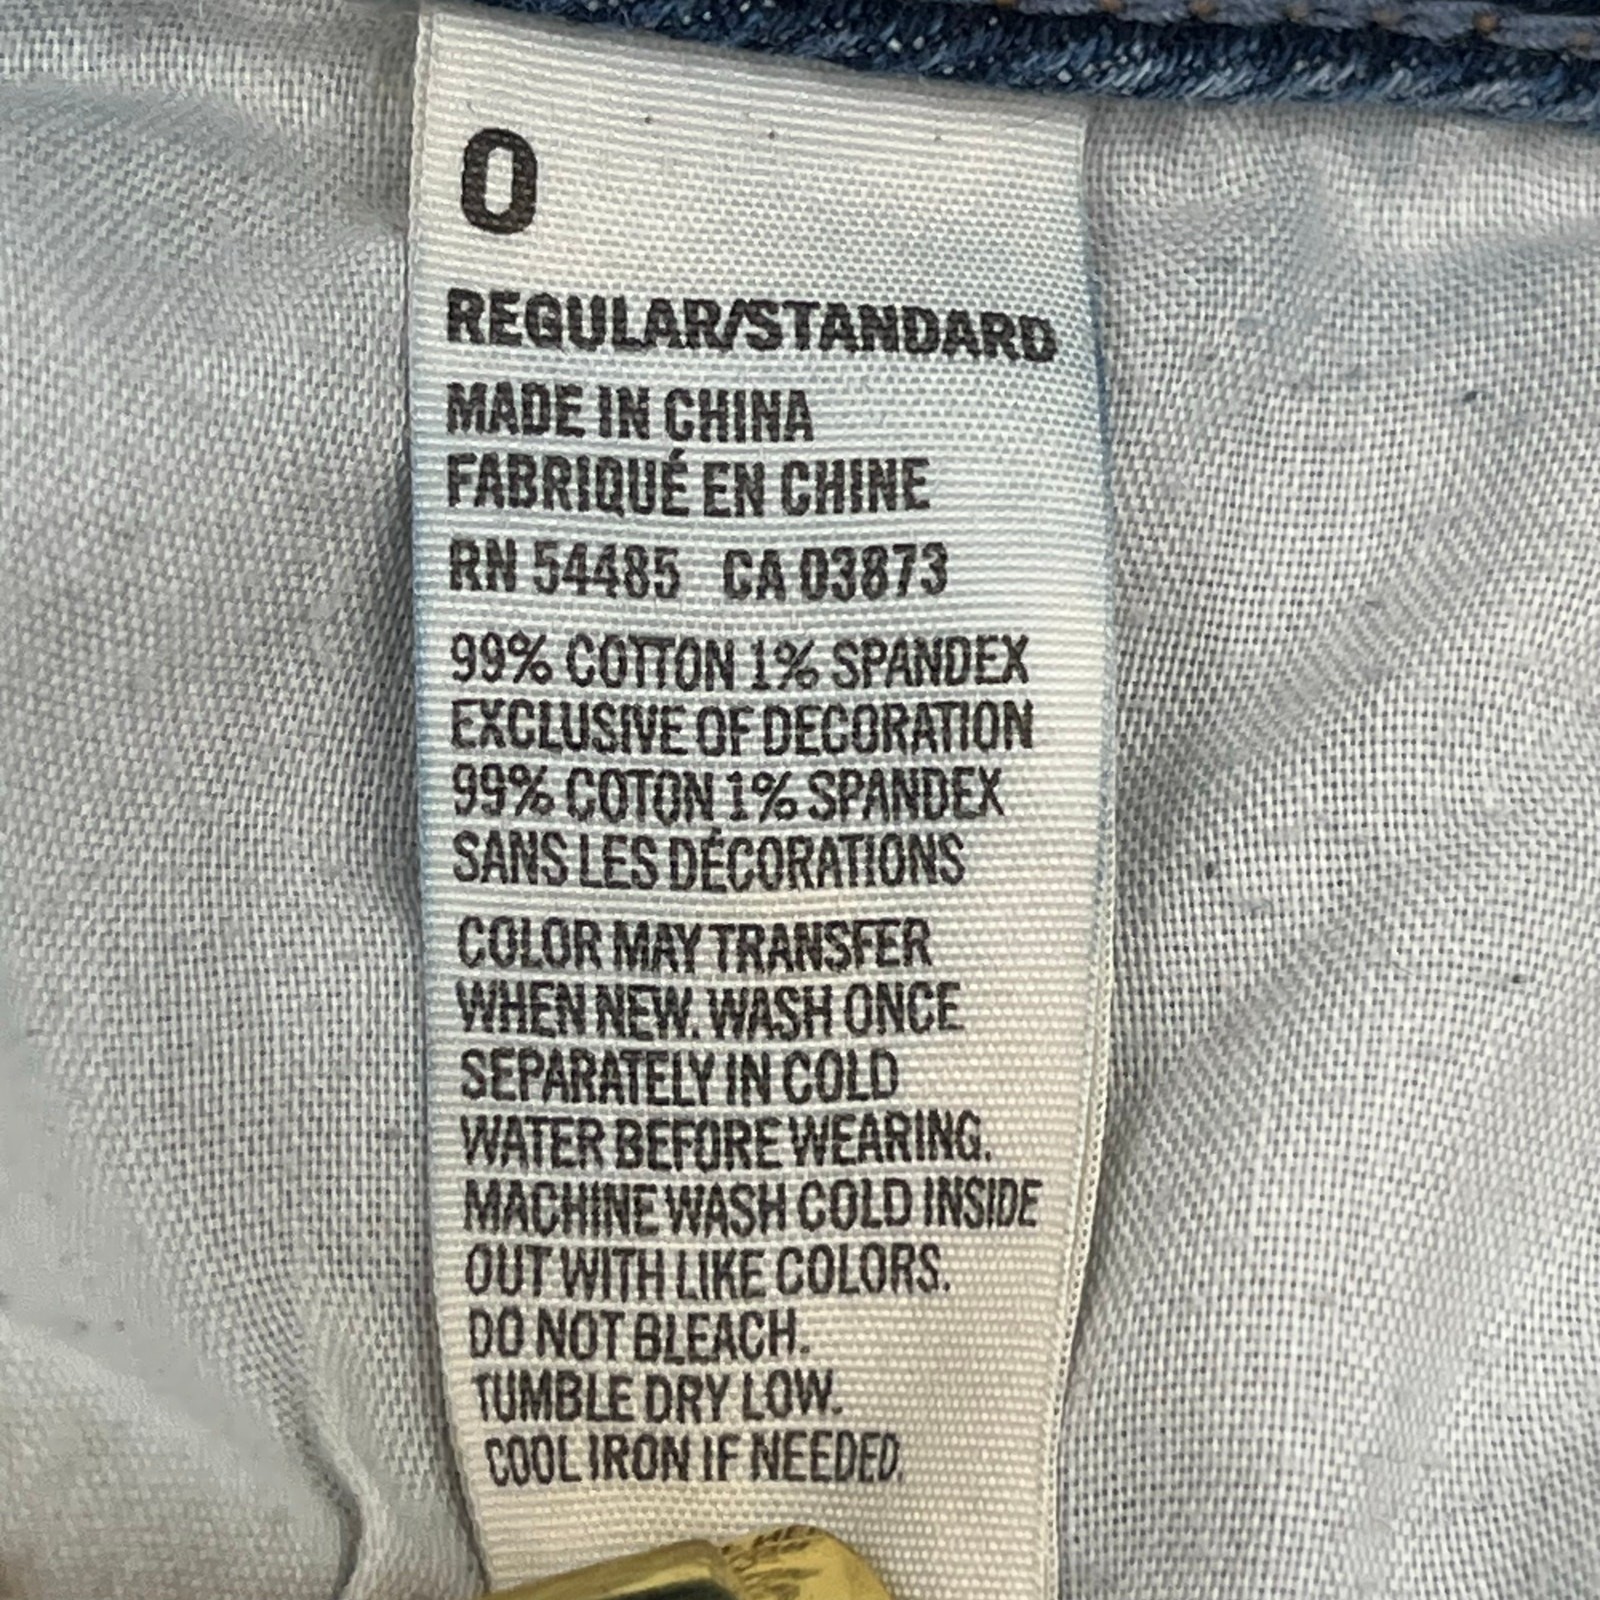 0
REGULAR/STANDARD
MADE IN CHINA
FABRIQUÉ EN CHINE
RN 54485 CA 03873
99% COTTON 1% SPANDEX
EXCLUSIVE OF DECORATION
99% COTON 1% SPANDEX
SANS LES DÉCORATIONS
COLOR MAY TRANSFER
WHEN NEW. WASH ONCE
SEPARATELY IN COLD
WATER BEFORE WEARING.
MACHINE WASH COLD INSIDE
OUT WITH LIKE COLORS.
DO NOT BLEACH.
TUMBLE DRY LOW.
COOL IRON IF NEEDED.